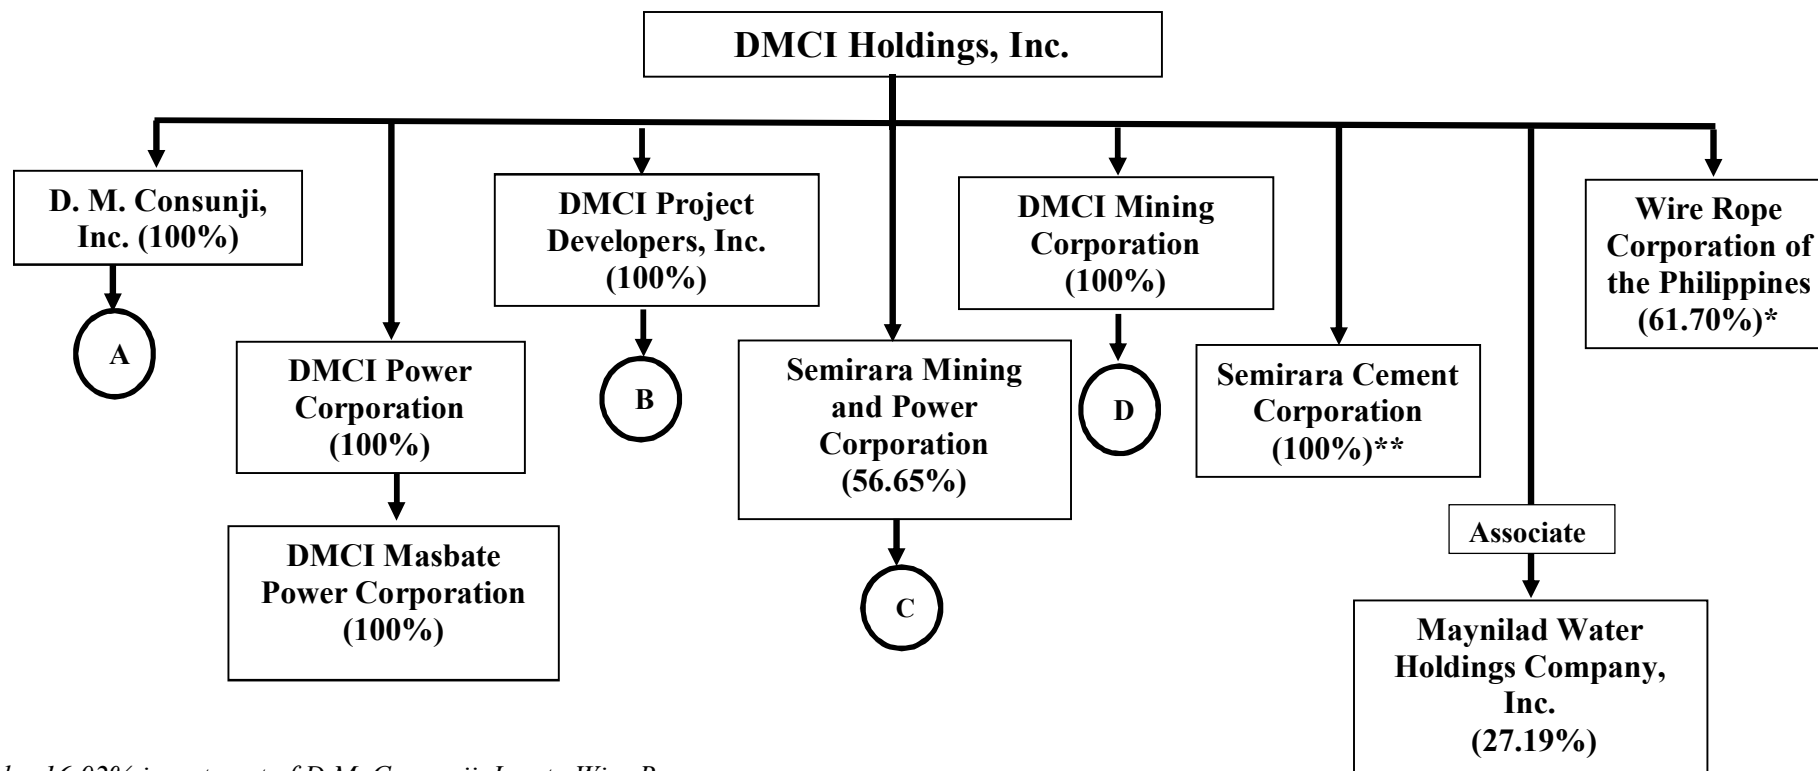 DMCI Holdings, Inc.
D. M. Consunji,
Inc. (100%)
A
DMCI Power
Corporation
(100%)
DMCI Masbate
Power Corporation
(100%)
DMCI Project
Developers, Inc.
(100%)
B
Semirara Mining
and Power
Corporation
(56.65%)
C
DMCI Mining
Corporation
(100%)
D
Semirara Cement
Corporation
(100%)**
Associate
Maynilad Water
Holdings Company,
Inc.
(27.19%)
Wire Rope
Corporation of
the Philippines
(61.70%)*